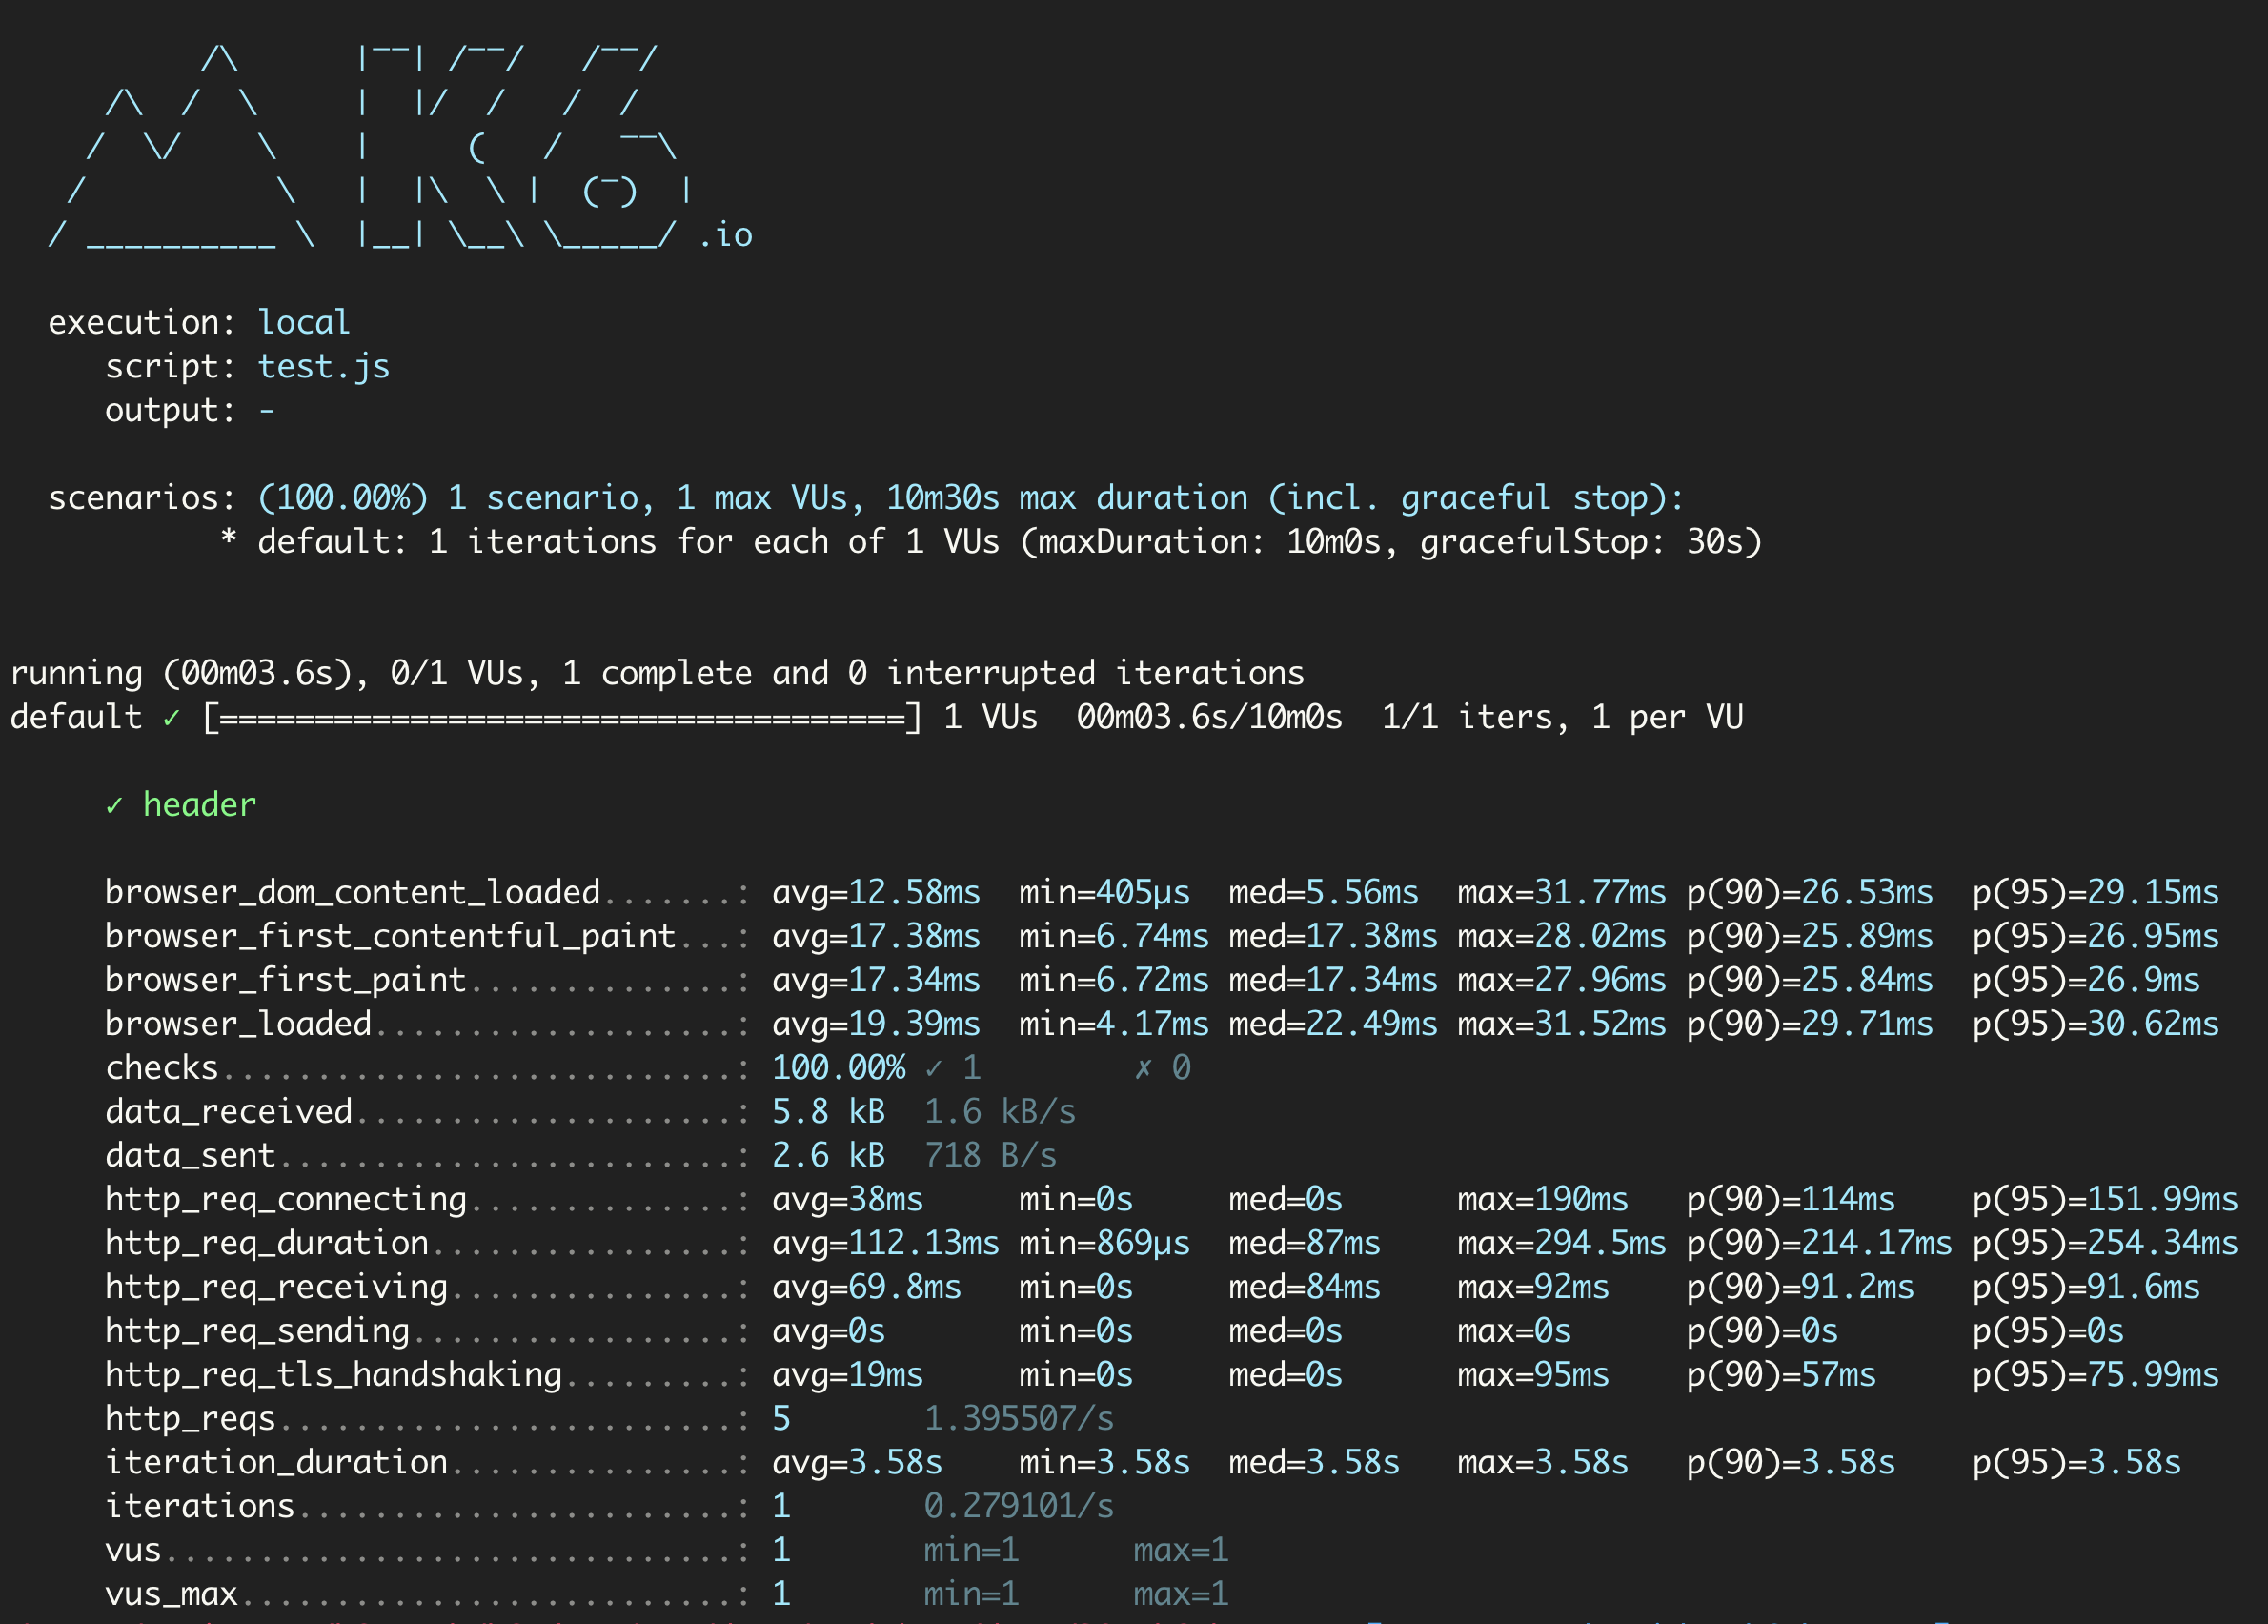 /\      |‾‾| /‾‾/   /‾‾/
     /\  /  \     |  |/  /   /  /
    /  \/    \    |     (   /   ‾‾\
   /          \   |  |\  \ |  (‾)  |
  / __________ \  |__| \__\ \_____/ .io
execution: local
script: test.js
output: -
scenarios: (100.00%) 1 scenario, 1 max VUs, 10m30s max duration (incl. graceful stop):
* default: 1 iterations for each of 1 VUs (maxDuration: 10m0s, gracefulStop: 30s)
running (00m03.6s), 0/1 VUs, 1 complete and 0 interrupted iterations
default ✓ [====================================] 1 VUs  00m03.6s/10m0s  1/1 iters, 1 per VU
✓ header
browser_dom_content_loaded.......: avg=12.58ms  min=405µs  med=5.56ms  max=31.77ms p(90)=26.53ms  p(95)=29.15ms
browser_first_contentful_paint...: avg=17.38ms  min=6.74ms med=17.38ms max=28.02ms p(90)=25.89ms  p(95)=26.95ms
browser_first_paint..............: avg=17.34ms  min=6.72ms med=17.34ms max=27.96ms p(90)=25.84ms  p(95)=26.9ms
browser_loaded...................: avg=19.39ms  min=4.17ms med=22.49ms max=31.52ms p(90)=29.71ms  p(95)=30.62ms
checks...........................: 100.00% ✓ 1        ✗ 0
data_received....................: 5.8 kB  1.6 kB/s
data_sent........................: 2.6 kB  718 B/s
http_req_connecting..............: avg=38ms     min=0s     med=0s      max=190ms   p(90)=114ms    p(95)=151.99ms
http_req_duration................: avg=112.13ms min=869µs  med=87ms    max=294.5ms p(90)=214.17ms p(95)=254.34ms
http_req_receiving...............: avg=69.8ms   min=0s     med=84ms    max=92ms    p(90)=91.2ms   p(95)=91.6ms
http_req_sending.................: avg=0s       min=0s     med=0s      max=0s      p(90)=0s       p(95)=0s
http_req_tls_handshaking.........: avg=19ms     min=0s     med=0s      max=95ms    p(90)=57ms     p(95)=75.99ms
http_reqs........................: 5       1.395507/s
iteration_duration...............: avg=3.58s    min=3.58s  med=3.58s   max=3.58s   p(90)=3.58s    p(95)=3.58s
iterations.......................: 1       0.279101/s
vus..............................: 1       min=1      max=1
vus_max..........................: 1       min=1      max=1